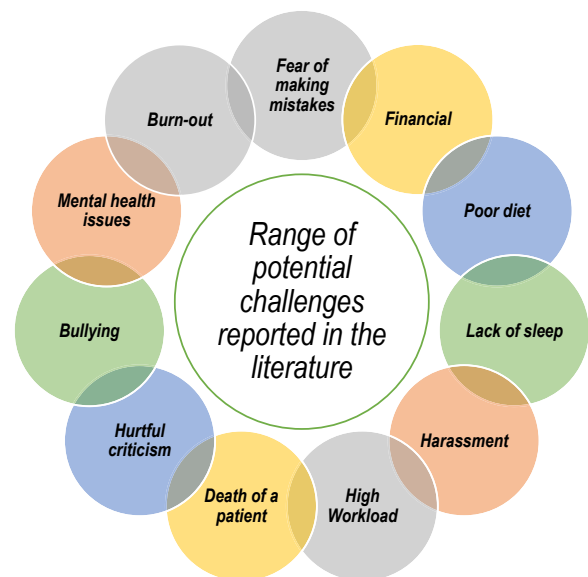 Fear of
making
mistakes
Financial
Poor diet
Lack of sleep
Harassment
High
Workload
Death of a
patient
Hurtful
criticism
Bullying
Mental health
issues
Burn-out
Range of
potential
challenges
reported in the
literature